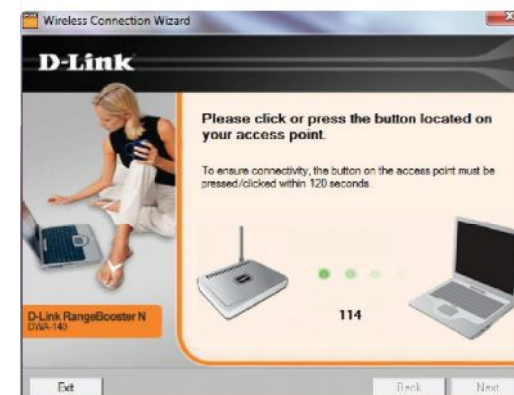 Wireless Connection Wizard
D-Link
Please click or press the button located on
your access point.
To ensure connectivity, the button on the access point must be
pressed/clicked within 120 seconds.
114
D-Link RangeBooster N
DWA-140
Exit
Back
Next